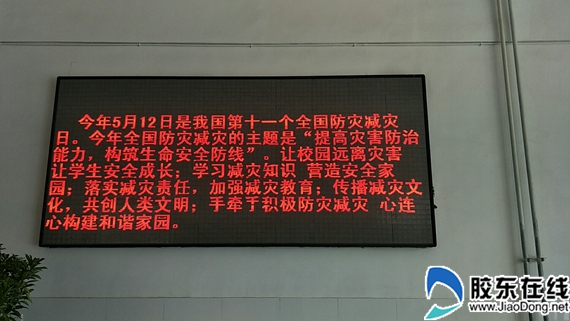 今年5月12日是我国第十一个全国防灾减灾
日。今年全国防灾减灾的主题是“提高灾害防治
能力，构筑生命安全防线”。让校园远离灾害
让学生安全成长；学习减灾知识 营造安全家
园；落实减灾责任，加强减灾教育；传播减灾文
化，共创人类文明；手牵手积极防灾减灾 心连
心构建和谐家园。
胶东在线
www.JiaoDong.net